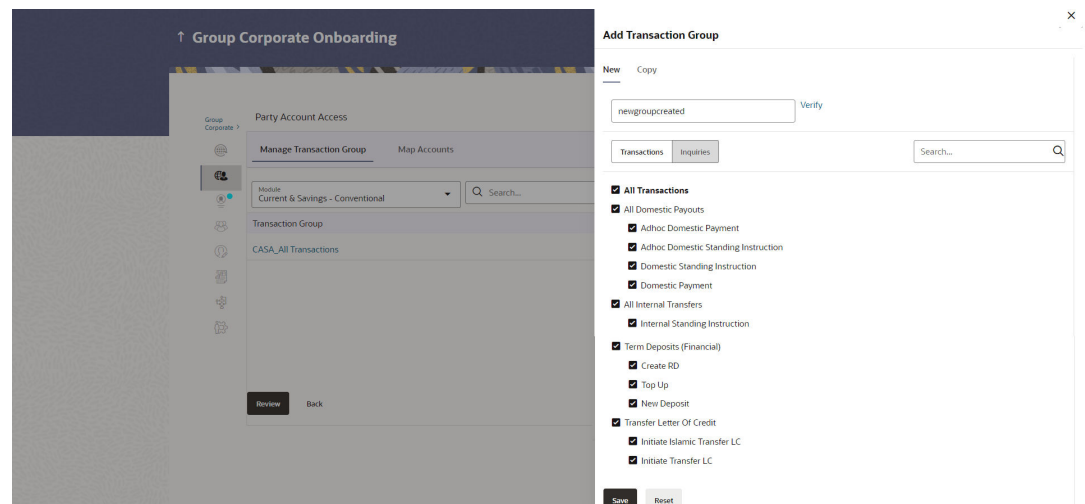 ↑ Group Corporate Onboarding
Group
Corporate >
Party Account Access
Manage Transaction Group Map Accounts
Module
Current & Savings - Conventional
Search...
Transaction Group
CASA_All Transactions
Review Back
Add Transaction Group
New Copy
newgroupcreated
Verify
Transactions Inquiries
Search...
All Transactions
All Domestic Payouts
Adhoc Domestic Payment
Adhoc Domestic Standing Instruction
Domestic Standing Instruction
Domestic Payment
All Internal Transfers
Internal Standing Instruction
Term Deposits (Financial)
Create RD
Top Up
New Deposit
Transfer Letter Of Credit
Initiate Islamic Transfer LC
Initiate Transfer LC
Save Reset